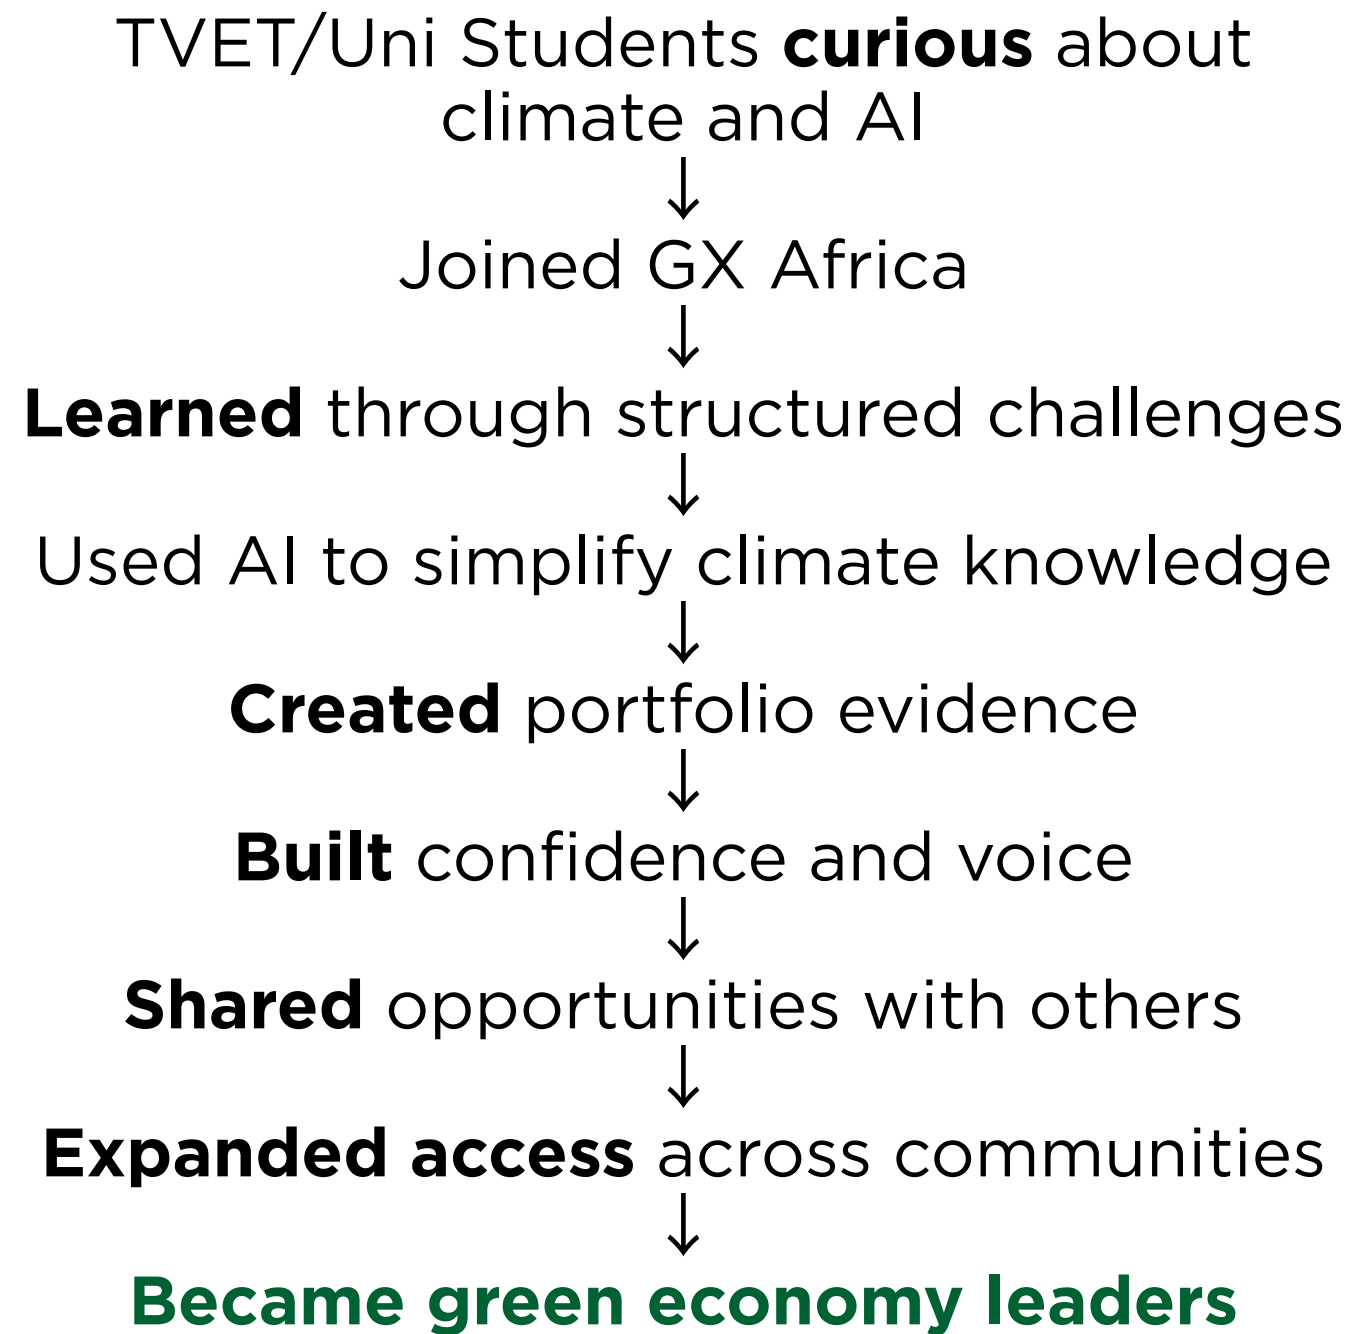 TVET/Uni Students curious about
climate and AI
↓
Joined GX Africa
↓
Learned through structured challenges
↓
Used AI to simplify climate knowledge
↓
Created portfolio evidence
↓
Built confidence and voice
↓
Shared opportunities with others
↓
Expanded access across communities
↓
Became green economy leaders